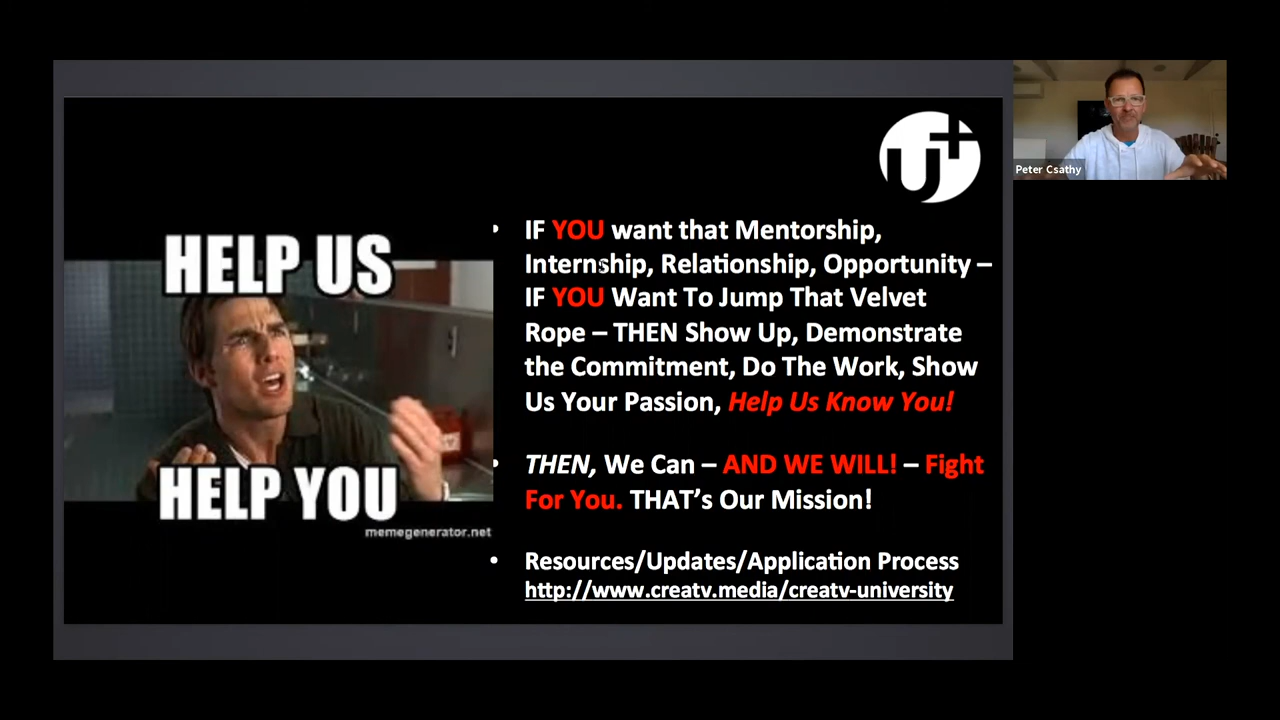 U+
Peter Csathy
HELP US
HELP YOU
memegenerator.net
• IF YOU want that Mentorship,
Internship, Relationship, Opportunity –
IF YOU Want To Jump That Velvet
Rope – THEN Show Up, Demonstrate
the Commitment, Do The Work, Show
Us Your Passion, Help Us Know You!
• THEN, We Can – AND WE WILL! – Fight
For You. THAT’s Our Mission!
• Resources/Updates/Application Process
http://www.creatv.media/creatv-university